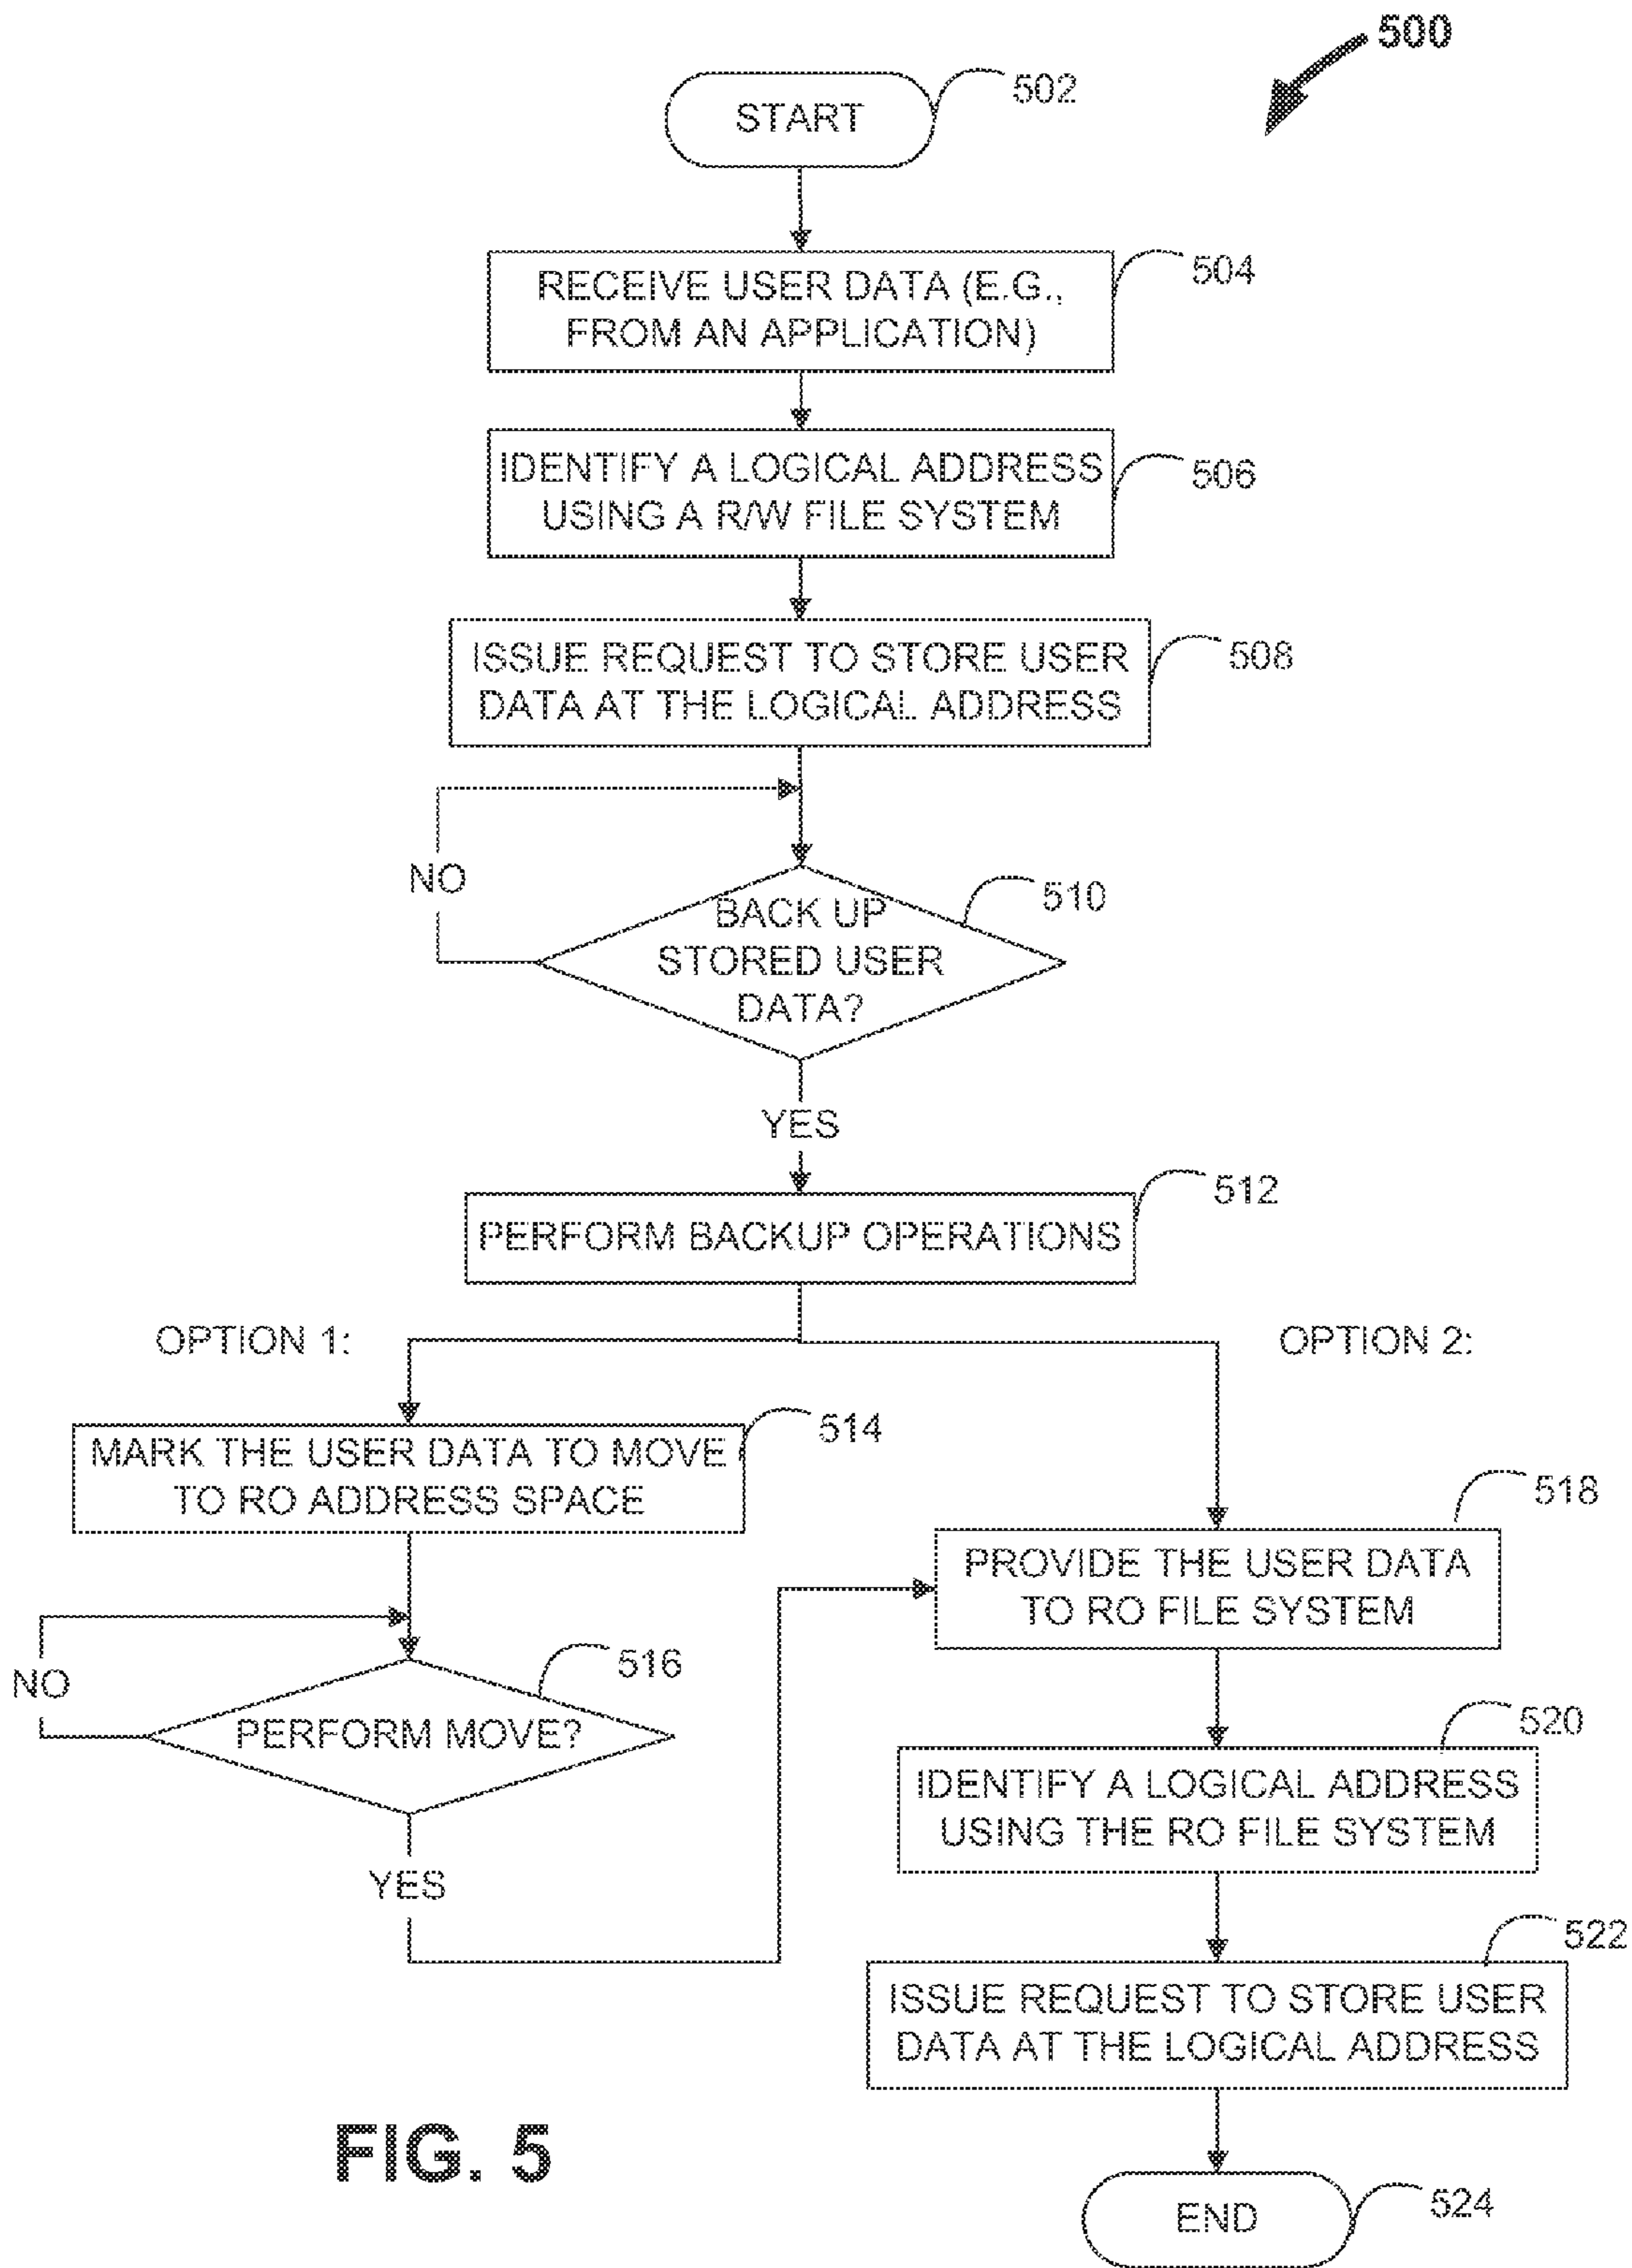 500
START
502
RECEIVE USER DATA (E.G.,
FROM AN APPLICATION)
504
IDENTIFY A LOGICAL ADDRESS
USING A R/W FILE SYSTEM
506
ISSUE REQUEST TO STORE USER
DATA AT THE LOGICAL ADDRESS
508
NO
BACK UP
STORED USER
DATA?
510
YES
PERFORM BACKUP OPERATIONS
512
OPTION 1:
OPTION 2:
MARK THE USER DATA TO MOVE
TO RO ADDRESS SPACE
514
NO
PERFORM MOVE?
516
YES
PROVIDE THE USER DATA
TO RO FILE SYSTEM
518
IDENTIFY A LOGICAL ADDRESS
USING THE RO FILE SYSTEM
520
ISSUE REQUEST TO STORE USER
DATA AT THE LOGICAL ADDRESS
522
END
524
FIG. 5